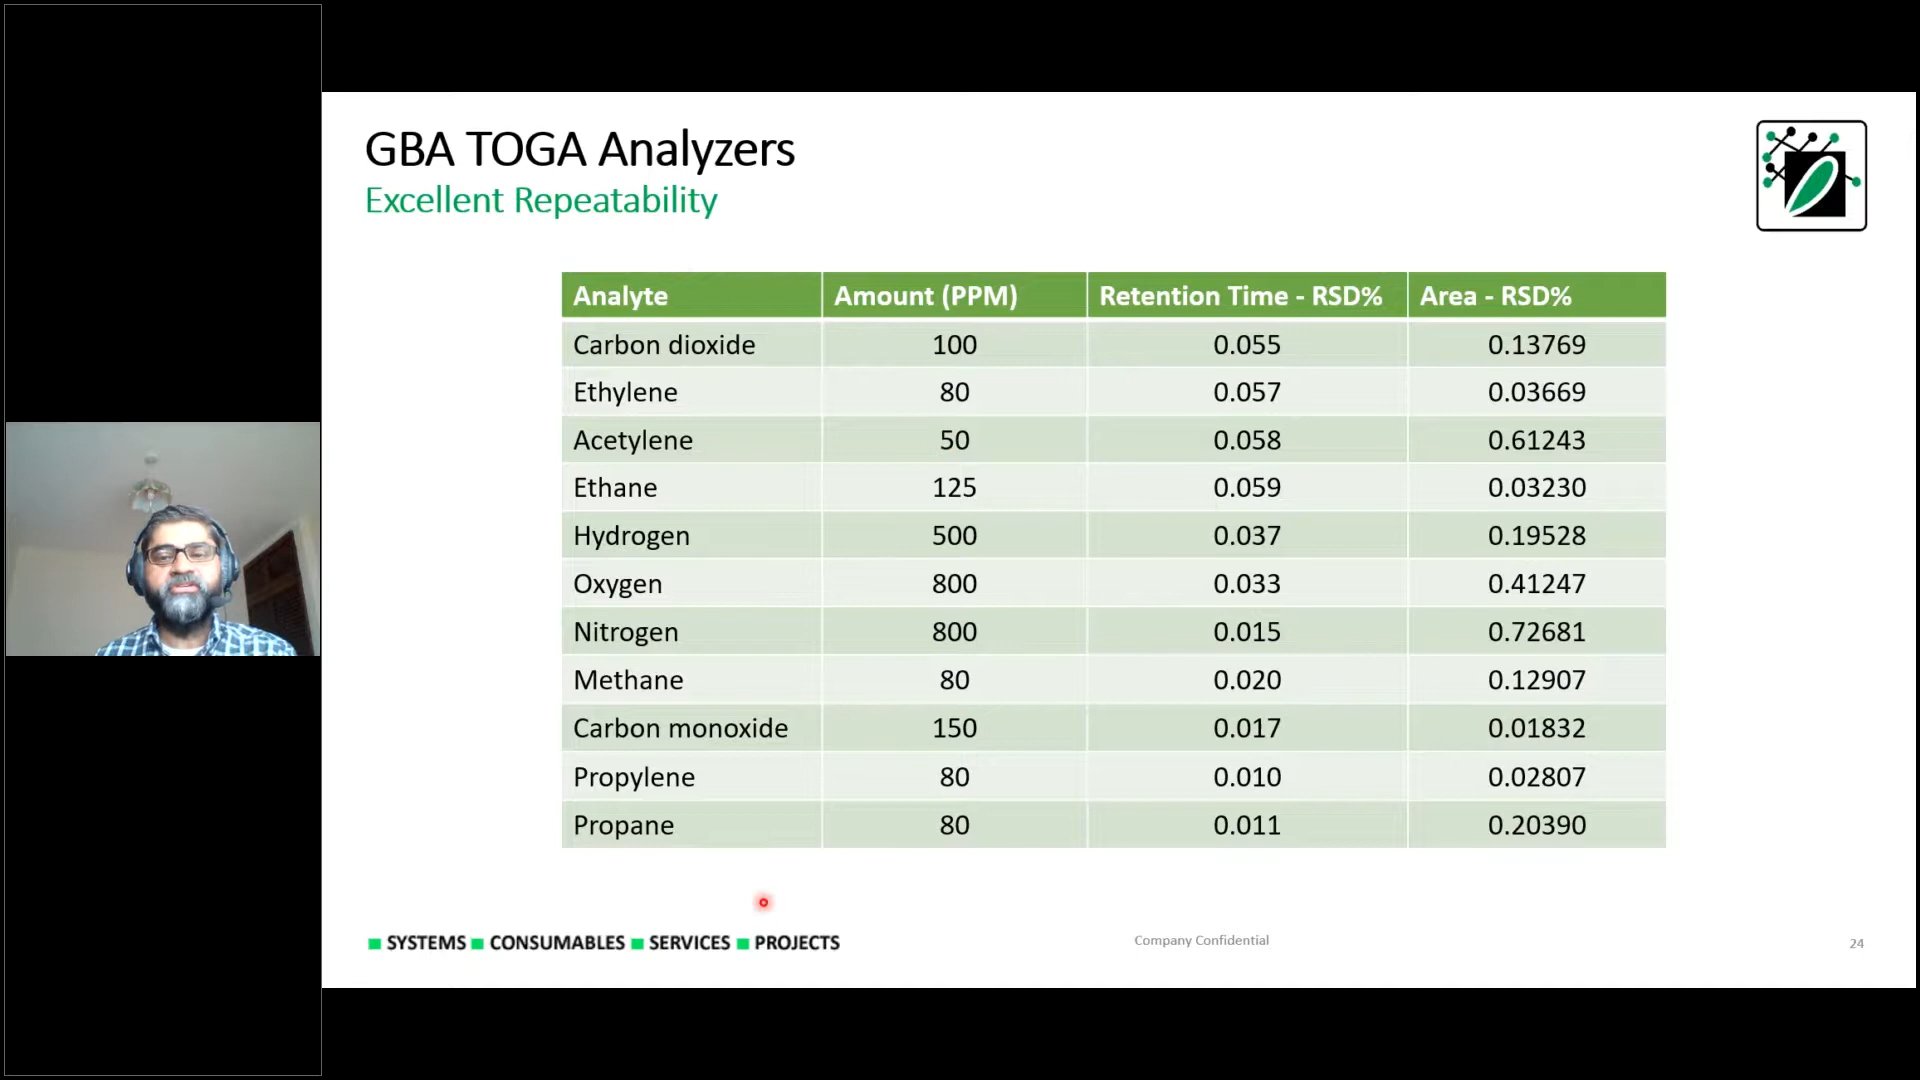 GBA TOGA Analyzers
Excellent Repeatability
Analyte Amount (PPM) Retention Time - RSD% Area - RSD%
Carbon dioxide 100 0.055 0.13769
Ethylene 80 0.057 0.03669
Acetylene 50 0.058 0.61243
Ethane 125 0.059 0.03230
Hydrogen 500 0.037 0.19528
Oxygen 800 0.033 0.41247
Nitrogen 800 0.015 0.72681
Methane 80 0.020 0.12907
Carbon monoxide 150 0.017 0.01832
Propylene 80 0.010 0.02807
Propane 80 0.011 0.20390
SYSTEMS CONSUMABLES SERVICES PROJECTS
Company Confidential
24